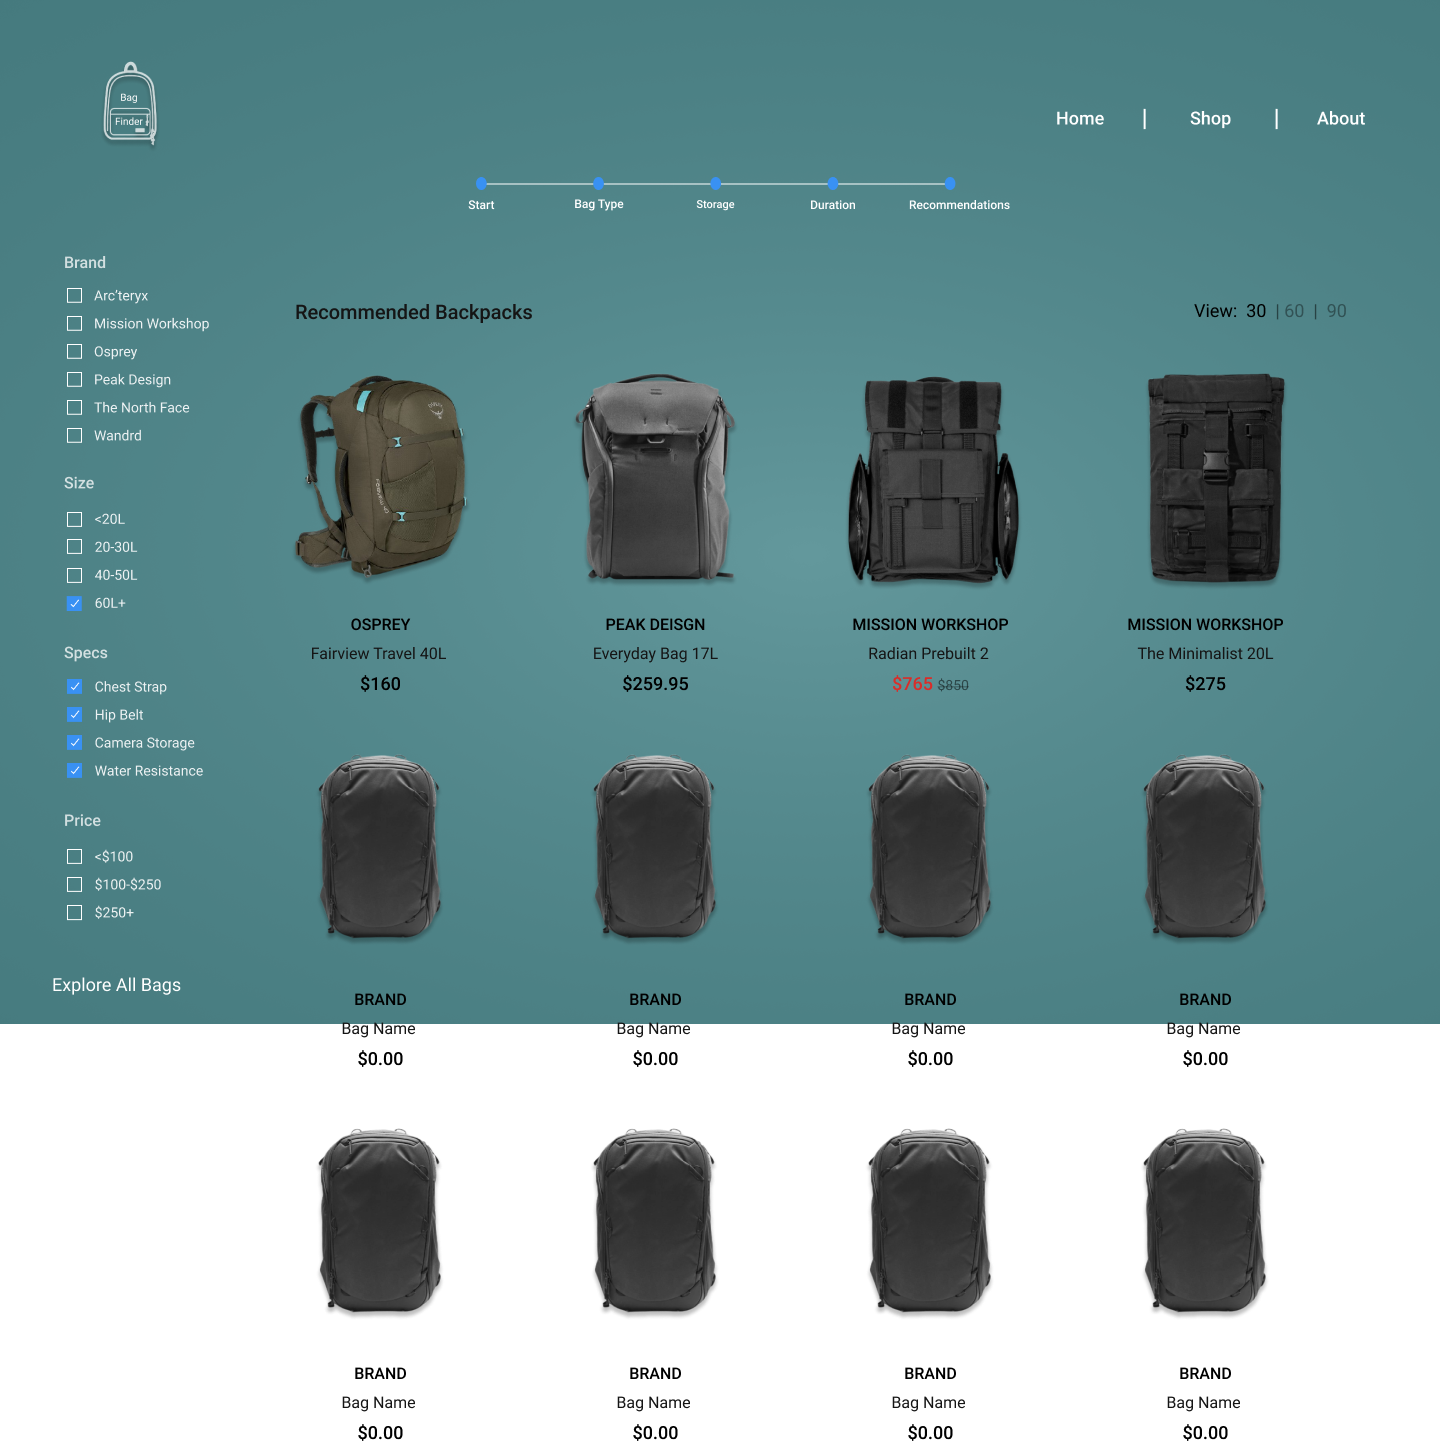 Bag
Finder
Home | Shop | About
Start Bag Type Storage Duration Recommendations
Brand
Arc'teryx
Mission Workshop
Osprey
Peak Design
The North Face
Wandrd
Size
<20L
20-30L
40-50L
60L+
Specs
Chest Strap
Hip Belt
Camera Storage
Water Resistance
Price
<$100
$100-$250
$250+
Explore All Bags
Recommended Backpacks
View: 30 | 60 | 90
OSPREY
Fairview Travel 40L
$160
PEAK DEISGN
Everyday Bag 17L
$259.95
MISSION WORKSHOP
Radian Prebuilt 2
$765 $850
MISSION WORKSHOP
The Minimalist 20L
$275
BRAND
Bag Name
$0.00
BRAND
Bag Name
$0.00
BRAND
Bag Name
$0.00
BRAND
Bag Name
$0.00
BRAND
Bag Name
$0.00
BRAND
Bag Name
$0.00
BRAND
Bag Name
$0.00
BRAND
Bag Name
$0.00